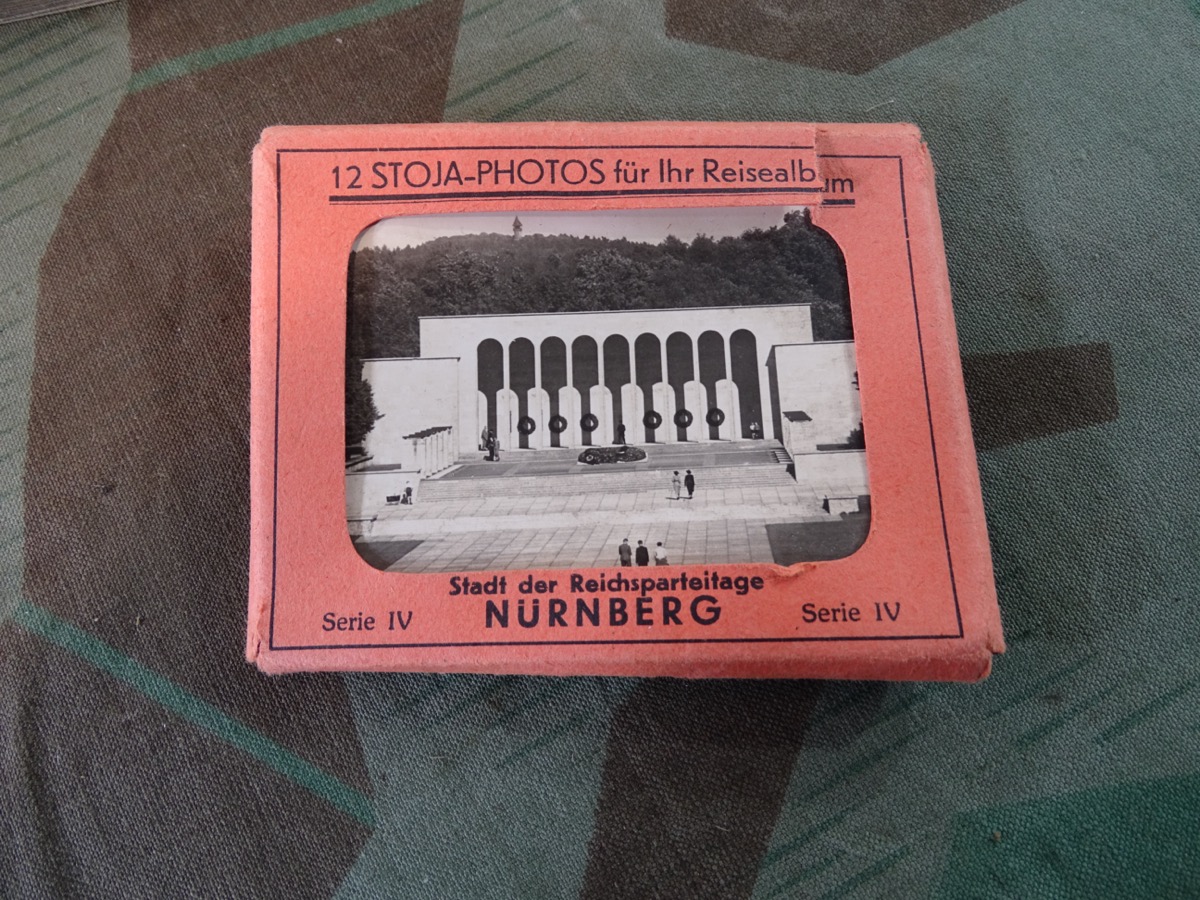 12 STOJA-PHOTOS für Ihr Reisealbum
Stadt der Reichsparteitage
Serie IV NÜRNBERG Serie IV